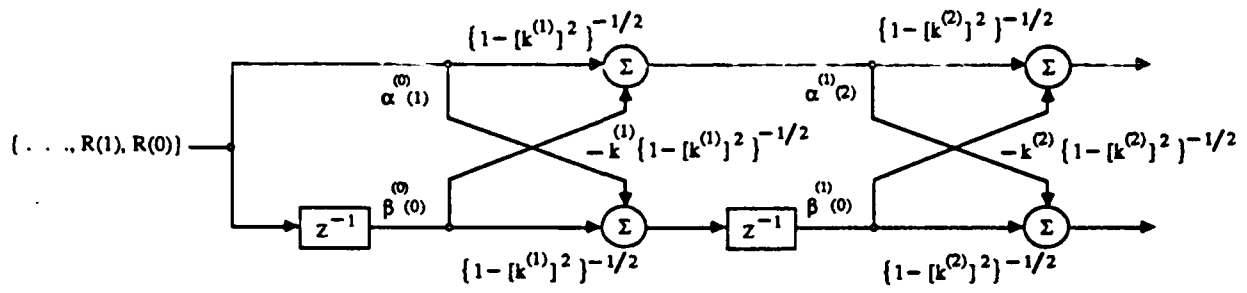 {1-[k^(1)]^2}^-1/2
{1-[k^(2)]^2}^-1/2
Σ
Σ
α^(0)(1)
α^(1)(2)
{. . ., R(1), R(0)}
-k^(1){1-[k^(1)]^2}^-1/2
-k^(2){1-[k^(2)]^2}^-1/2
z^-1
β^(0)(0)
Σ
z^-1
β^(1)(0)
Σ
{1-[k^(1)]^2}^-1/2
{1-[k^(2)]^2}^-1/2